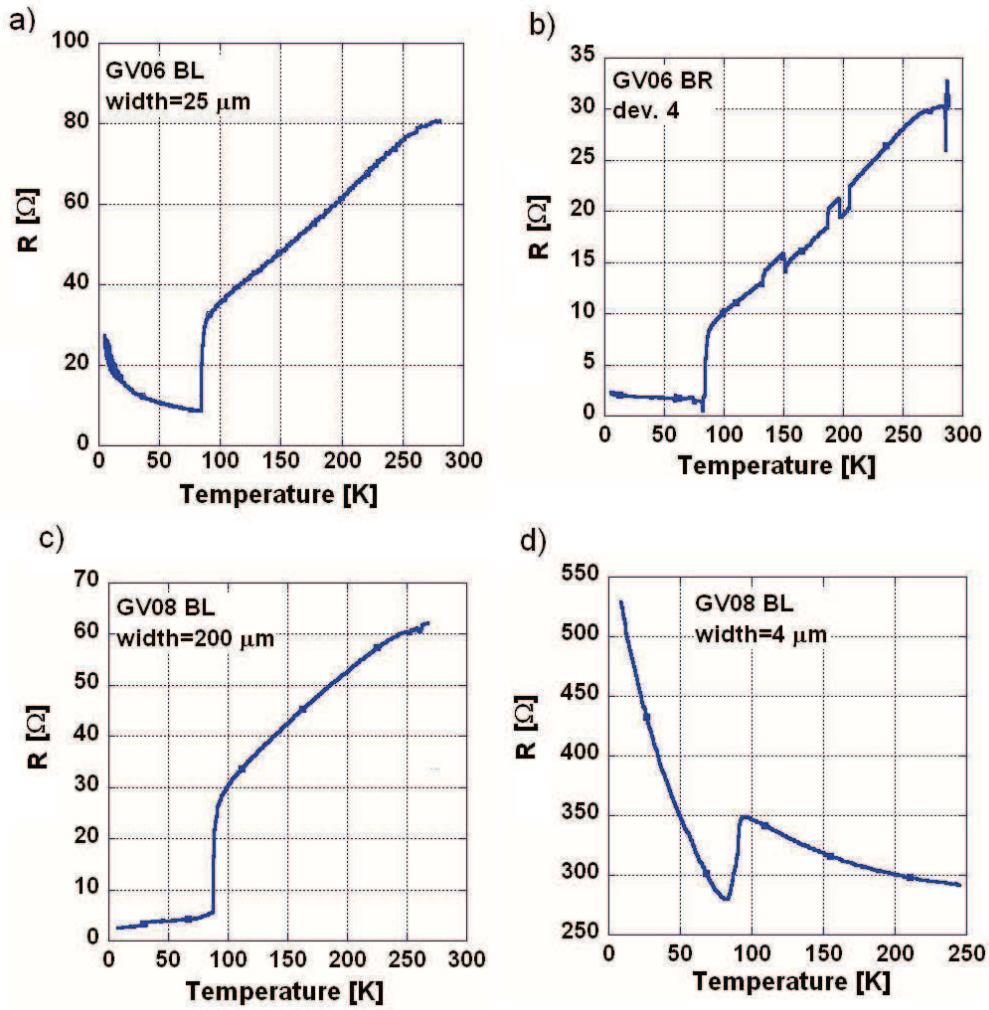 a)
GV06 BL
width=25 μm
100
80
60
40
20
0
R [Ω]
0 50 100 150 200 250 300
Temperature [K]
b)
GV06 BR
dev. 4
35
30
25
20
15
10
5
0
R [Ω]
0 50 100 150 200 250 300
Temperature [K]
c)
GV08 BL
width=200 μm
70
60
50
40
30
20
10
0
R [Ω]
0 50 100 150 200 250 300
Temperature [K]
d)
GV08 BL
width=4 μm
550
500
450
400
350
300
250
R [Ω]
0 50 100 150 200 250
Temperature [K]